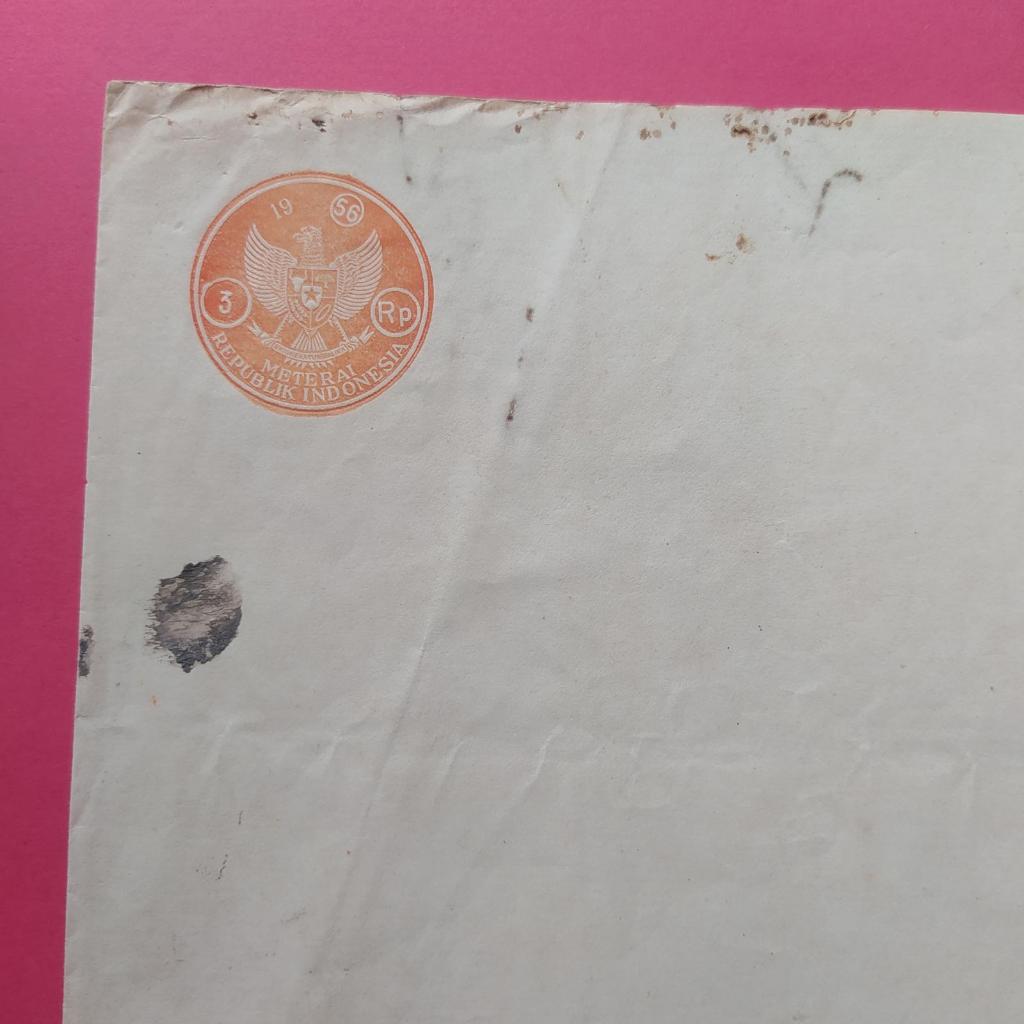 19 56
3 Rp
METERAI
REPUBLIK INDONESIA